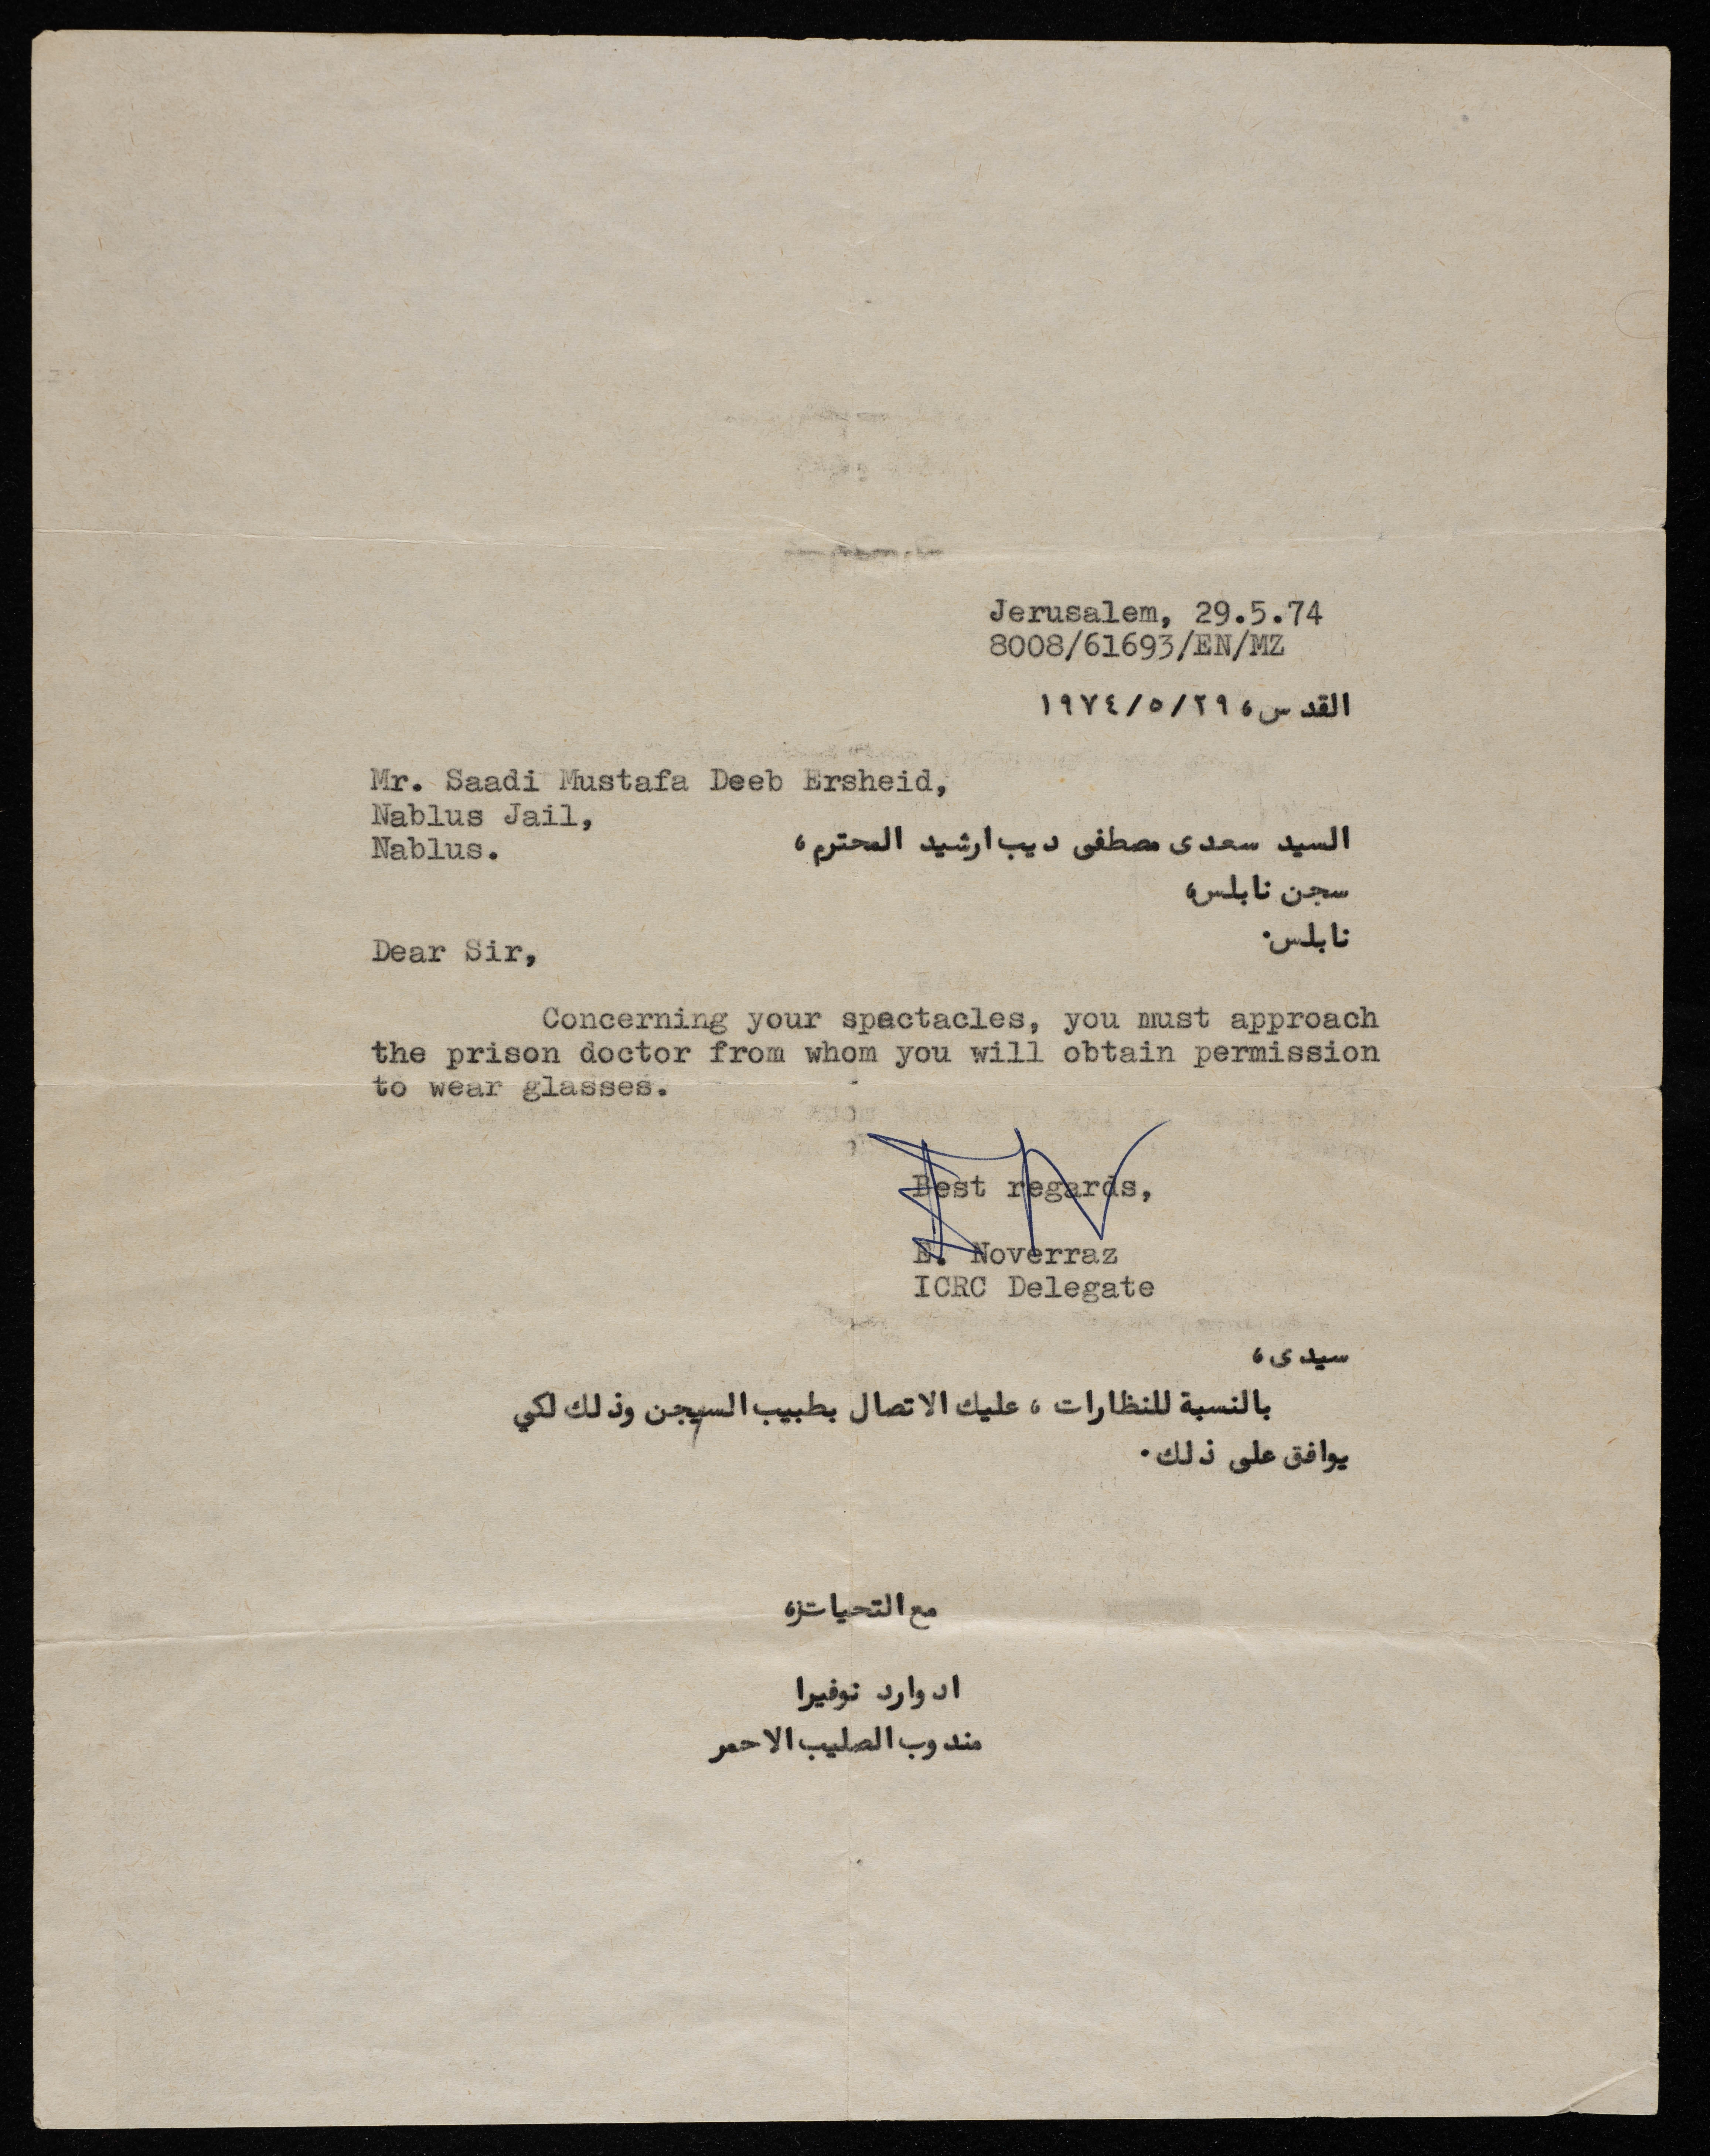 Jerusalem, 29.5.74
8008/61693/EN/MZ
القدس، ٢٩/٥/١٩٧٤
Mr. Saadi Mustafa Deeb Ersheid,
Nablus Jail,
Nablus.
السيد سعدى مصطفى ديب ارشيد المحترم،
سجن نابلس،
نابلس.
Dear Sir,
Concerning your spectacles, you must approach
the prison doctor from whom you will obtain permission
to wear glasses.
Best regards,
E. Noverraz
ICRC Delegate
سيدى،
بالنسبة للنظارات، عليك الاتصال بطبيب السجن وذلك لكي
يوافق على ذلك.
مع التحيات،
ادوارد نوفيرا
مندوب الصليب الاحمر